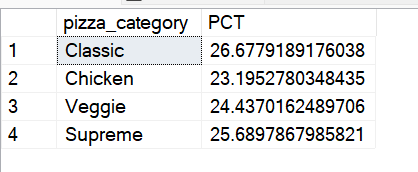 pizza_category PCT
1 Classic 26.6779189176038
2 Chicken 23.1952780348435
3 Veggie 24.4370162489706
4 Supreme 25.6897867985821